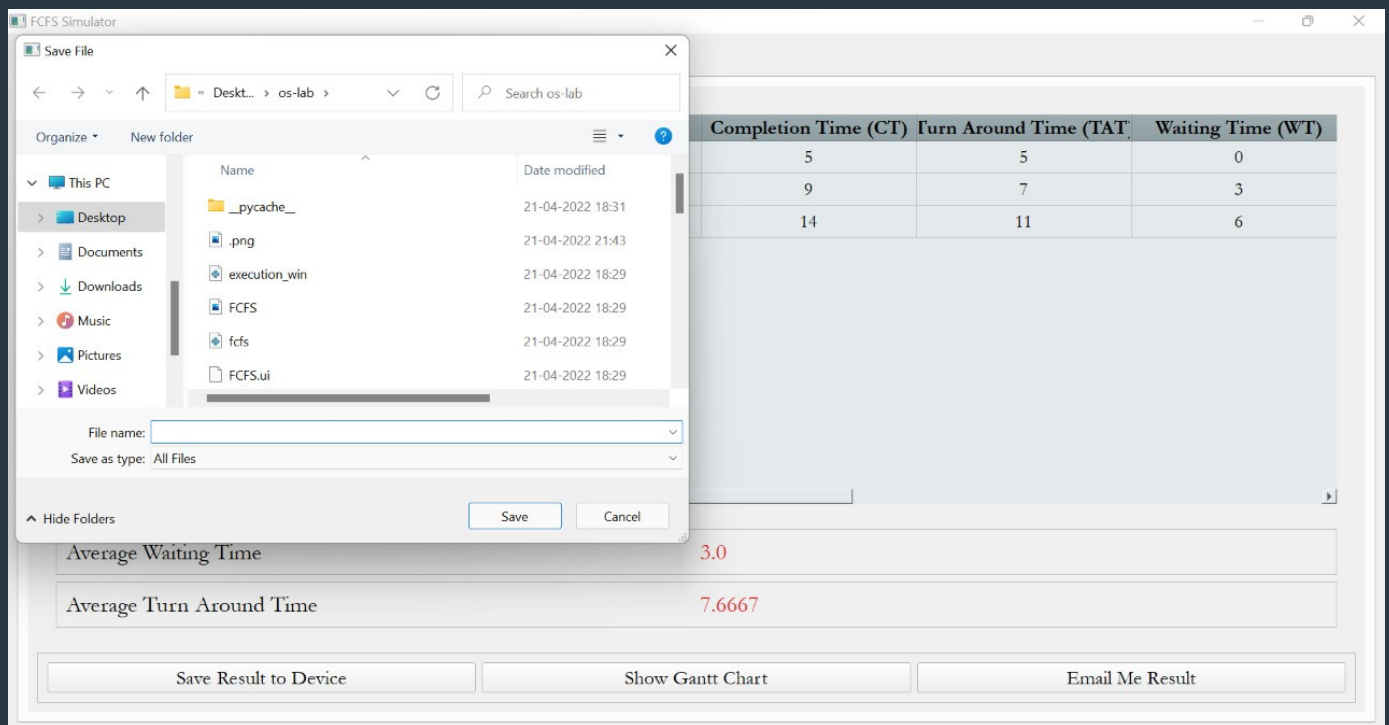 FCFS Simulator
Save File
« Deskt... › os-lab ›
Search os-lab
Organize
New folder
This PC
Desktop
Documents
Downloads
Music
Pictures
Videos
Name Date modified
__pycache__ 21-04-2022 18:31
.png 21-04-2022 21:43
execution_win 21-04-2022 18:29
FCFS 21-04-2022 18:29
fcfs 21-04-2022 18:29
FCFS.ui 21-04-2022 18:29
File name:
Save as type: All Files
Hide Folders
Save
Cancel
Completion Time (CT) Turn Around Time (TAT) Waiting Time (WT)
5 5 0
9 7 3
14 11 6
Average Waiting Time 3.0
Average Turn Around Time 7.6667
Save Result to Device
Show Gantt Chart
Email Me Result